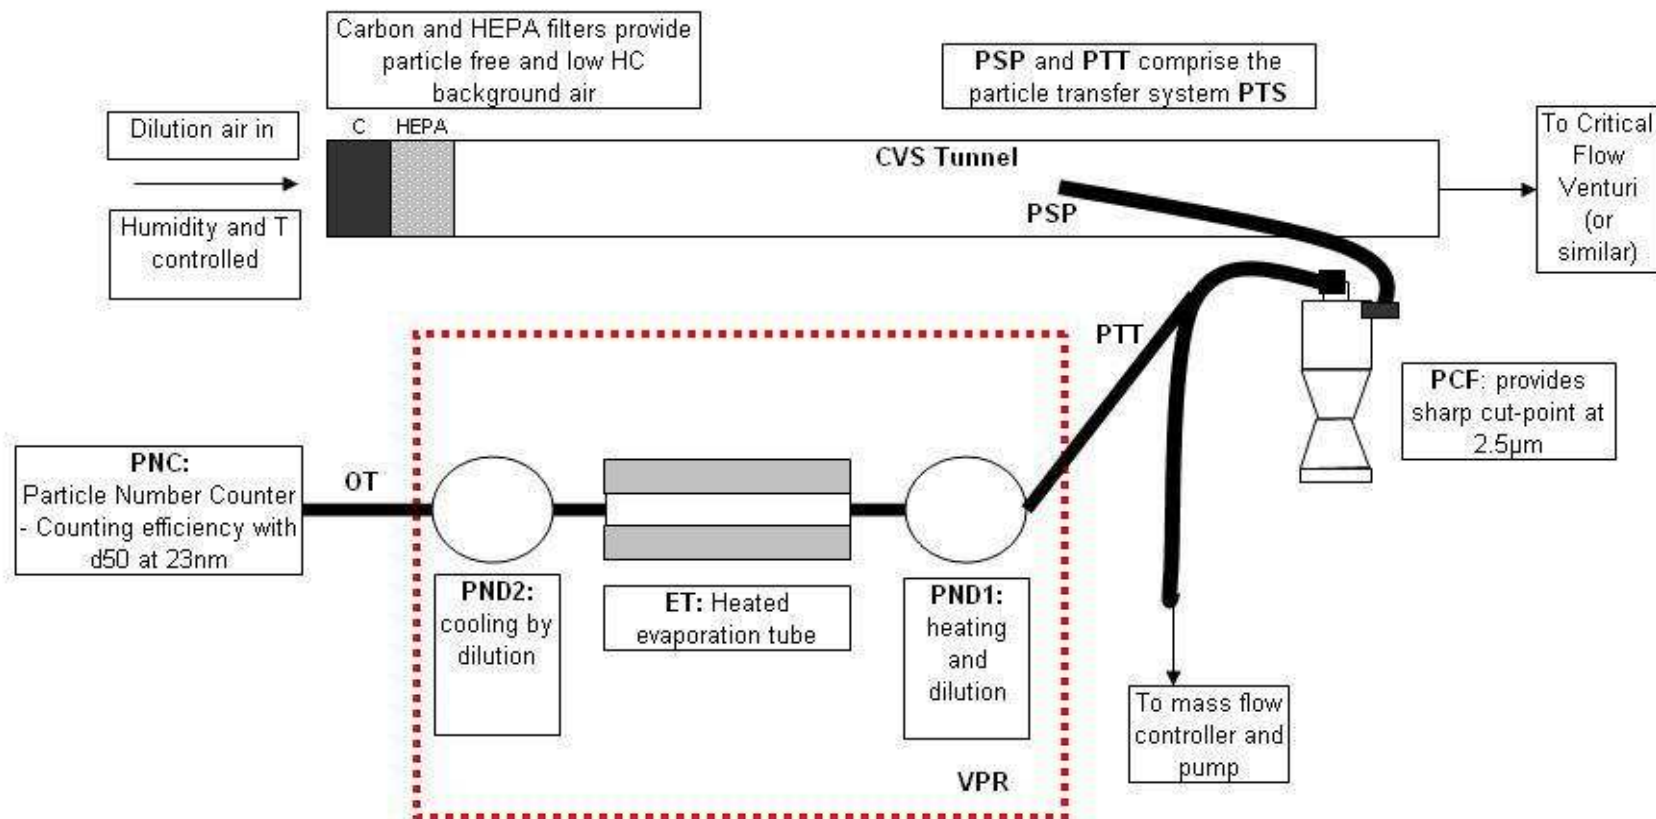 Carbon and HEPA filters provide
particle free and low HC
background air
PSP and PTT comprise the
particle transfer system PTS
Dilution air in
C HEPA
CVS Tunnel
To Critical
Flow
Venturi
(or
similar)
PSP
Humidity and T
controlled
PTT
PCF: provides
sharp cut-point at
2.5µm
PNC:
Particle Number Counter
- Counting efficiency with
d50 at 23nm
OT
PND2:
cooling by
dilution
ET: Heated
evaporation tube
PND1:
heating
and
dilution
To mass flow
controller and
pump
VPR